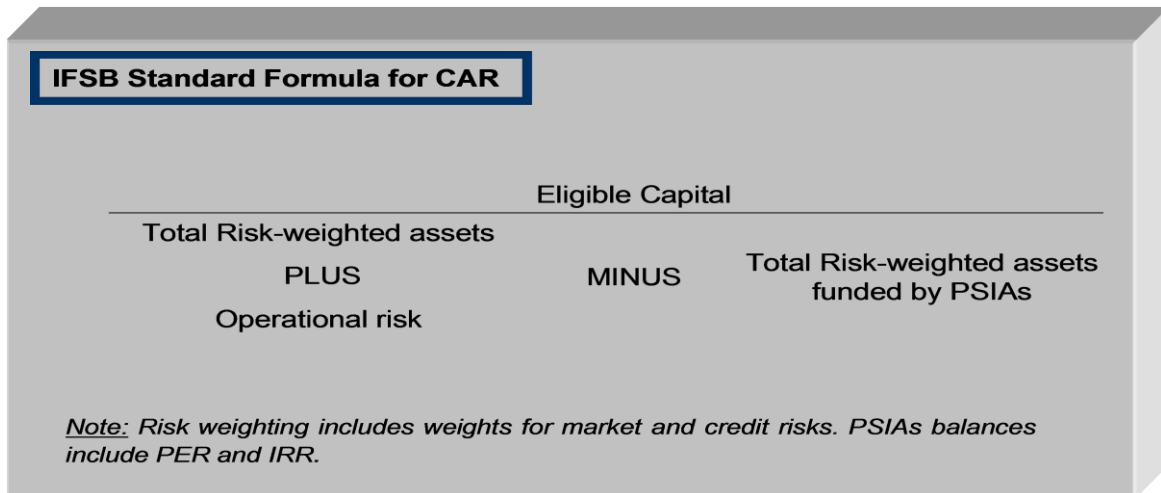 IFSB Standard Formula for CAR
Eligible Capital
Total Risk-weighted assets
PLUS
Operational risk
MINUS
Total Risk-weighted assets
funded by PSIAs
Note: Risk weighting includes weights for market and credit risks. PSIAs balances
include PER and IRR.